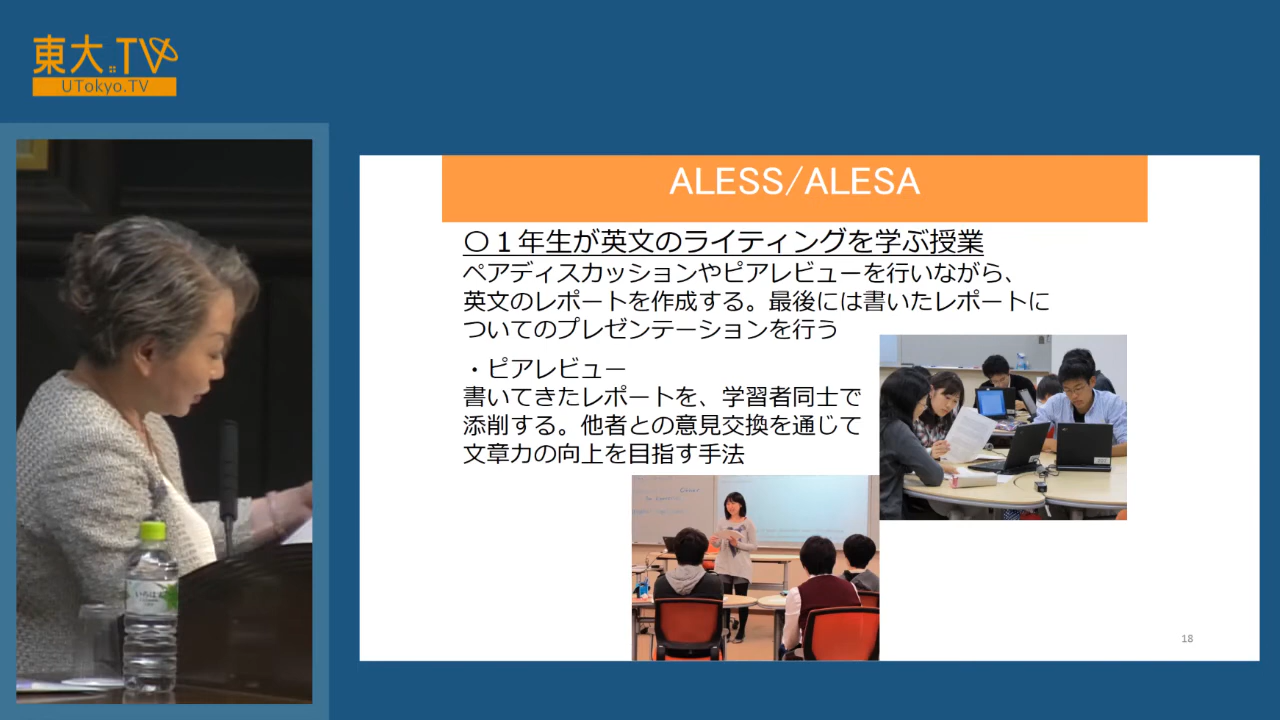 東大.TV
UTokyo.TV
ALESS/ALESA
〇１年生が英文のライティングを学ぶ授業
ペアディスカッションやピアレビューを行いながら、
英文のレポートを作成する。最後には書いたレポートに
ついてのプレゼンテーションを行う
・ピアレビュー
書いてきたレポートを、学習者同士で
添削する。他者との意見交換を通じて
文章力の向上を目指す手法
いろはす
18